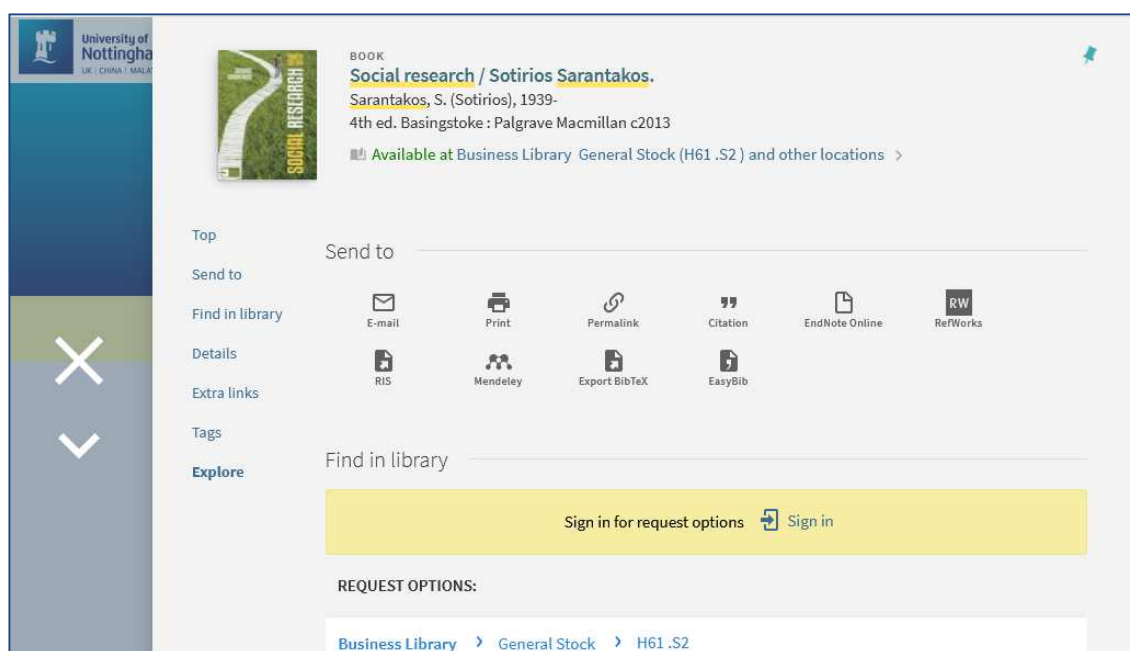 University of
Nottingha
UK | CHINA | MALA
SOCIAL RESEARCH
BOOK
Social research / Sotirios Sarantakos.
Sarantakos, S. (Sotirios), 1939-
4th ed. Basingstoke : Palgrave Macmillan c2013
Available at Business Library General Stock (H61 .S2 ) and other locations
Top
Send to
Find in library
Details
Extra links
Tags
Explore
Send to
E-mail
Print
Permalink
Citation
EndNote Online
RW
RefWorks
RIS
Mendeley
Export BibTeX
EasyBib
Find in library
Sign in for request options Sign in
REQUEST OPTIONS:
Business Library > General Stock > H61 .S2